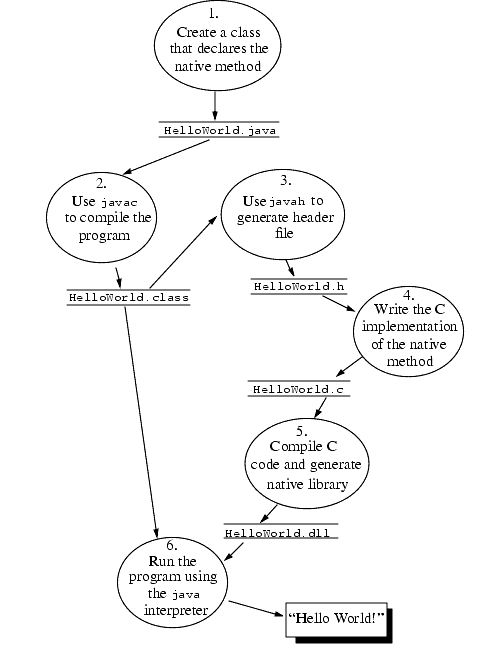 1.
Create a class
that declares the
native method
HelloWorld.java
2.
Use javac
to compile the
program
3.
Use javah to
generate header
file
HelloWorld.class
HelloWorld.h
4.
Write the C
implementation
of the native
method
HelloWorld.c
5.
Compile C
code and generate
native library
HelloWorld.dll
6.
Run the
program using
the java
interpreter
“Hello World!”